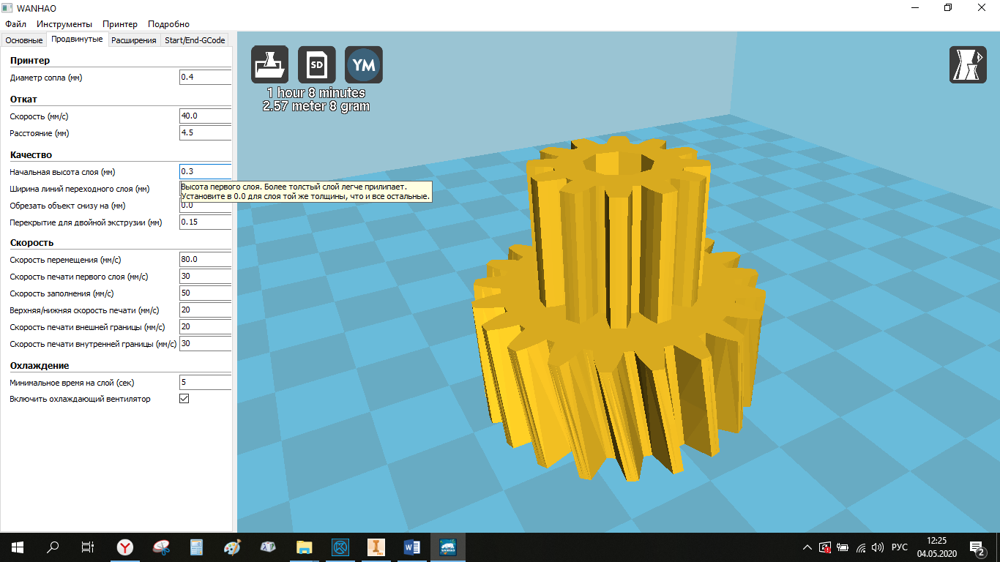 WANHAO
Файл Инструменты Принтер Подробно
Основные Продвинутые Расширения Start/End-GCode
Принтер
Диаметр сопла (мм) 0.4
Откат
Скорость (мм/с) 40.0
Расстояние (мм) 4.5
Качество
Начальная высота слоя (мм) 0.3
Ширина линий переходного слоя (мм)
Высота первого слоя. Более толстый слой легче прилипает.
Установите в 0.0 для слоя той же толщины, что и все остальные.
Обрезать объект снизу на (мм) 0.0
Перекрытие для двойной экструзии (мм) 0.15
Скорость
Скорость перемещения (мм/с) 80.0
Скорость печати первого слоя (мм/с) 30
Скорость заполнения (мм/с) 50
Верхняя/нижняя скорость печати (мм/с) 20
Скорость печати внешней границы (мм/с) 20
Скорость печати внутренней границы (мм/с) 30
Охлаждение
Минимальное время на слой (сек) 5
Включить охлаждающий вентилятор
SD YM
1 hour 8 minutes
2.57 meter 8 gram
РУС
12:25
04.05.2020
2